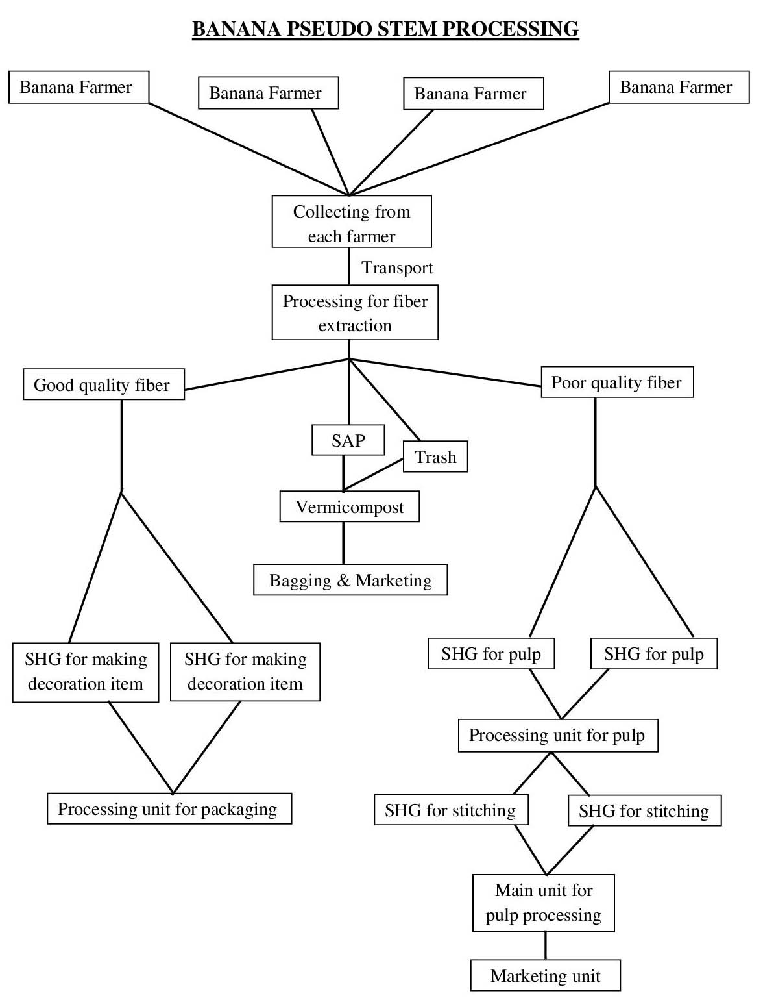 BANANA PSEUDO STEM PROCESSING
Banana Farmer
Banana Farmer
Banana Farmer
Banana Farmer
Collecting from
each farmer
Transport
Processing for fiber
extraction
Good quality fiber
Poor quality fiber
SAP
Trash
Vermicompost
Bagging & Marketing
SHG for making
decoration item
SHG for making
decoration item
SHG for pulp
SHG for pulp
Processing unit for pulp
Processing unit for packaging
SHG for stitching
SHG for stitching
Main unit for
pulp processing
Marketing unit